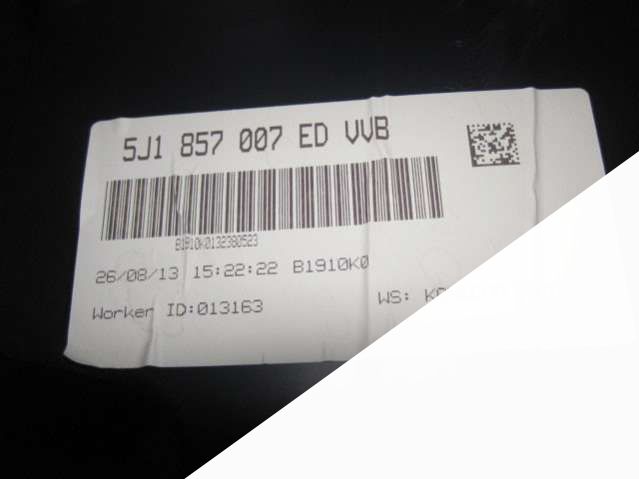 5J1 857 007 ED VVB
B1910K0132380523
26/08/13 15:22:22 B1910K0
Worker ID:013163 WS: